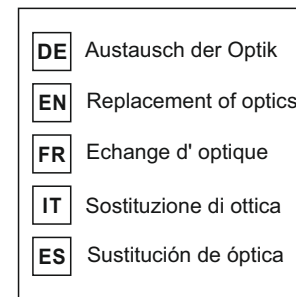 DE Austausch der Optik
EN Replacement of optics
FR Echange d' optique
IT Sostituzione di ottica
ES Sustitución de óptica